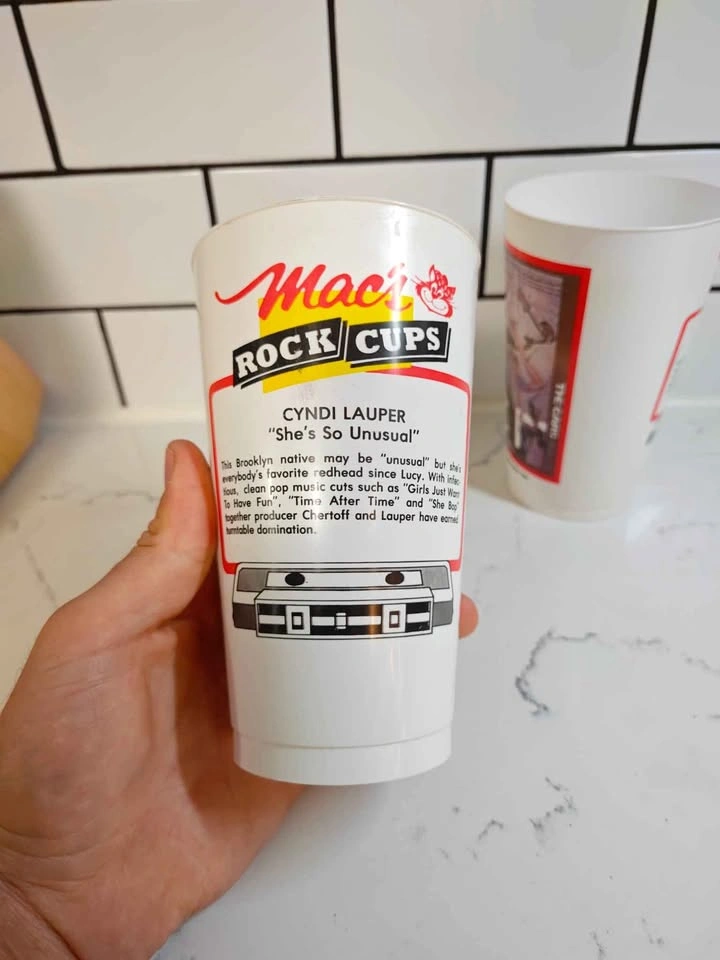 Mac's
ROCK CUPS
CYNDI LAUPER
"She's So Unusual"
This Brooklyn native may be "unusual" but she's
everybody's favorite redhead since Lucy. With infec-
tious, clean pop music cuts such as "Girls Just Want
To Have Fun", "Time After Time" and "She Bop"
together producer Chertoff and Lauper have earned
turntable domination.
THE CARS